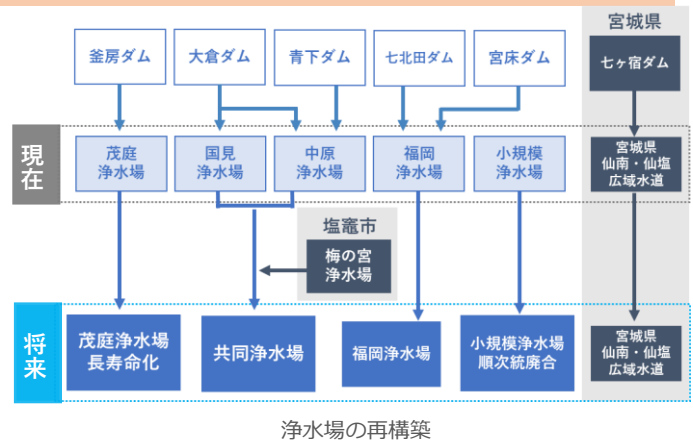 宮城県
釜房ダム
大倉ダム
青下ダム
七北田ダム
宮床ダム
七ヶ宿ダム
現在
茂庭
浄水場
国見
浄水場
中原
浄水場
福岡
浄水場
小規模
浄水場
宮城県
仙南・仙塩
広域水道
塩竈市
梅の宮
浄水場
将来
茂庭浄水場
長寿命化
共同浄水場
福岡浄水場
小規模浄水場
順次統廃合
宮城県
仙南・仙塩
広域水道
浄水場の再構築